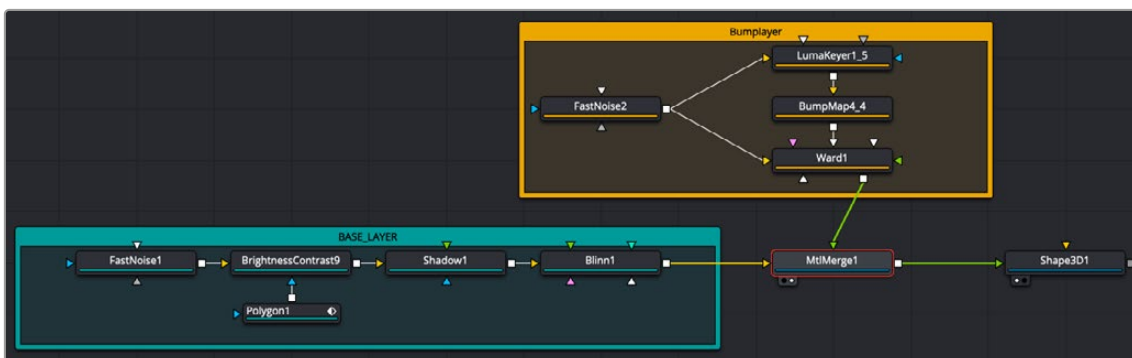 Bumplayer
LumaKeyer1_5
FastNoise2
BumpMap4_4
Ward1
BASE_LAYER
FastNoise1
BrightnessContrast9
Shadow1
Blinn1
MtlMerge1
Shape3D1
Polygon1